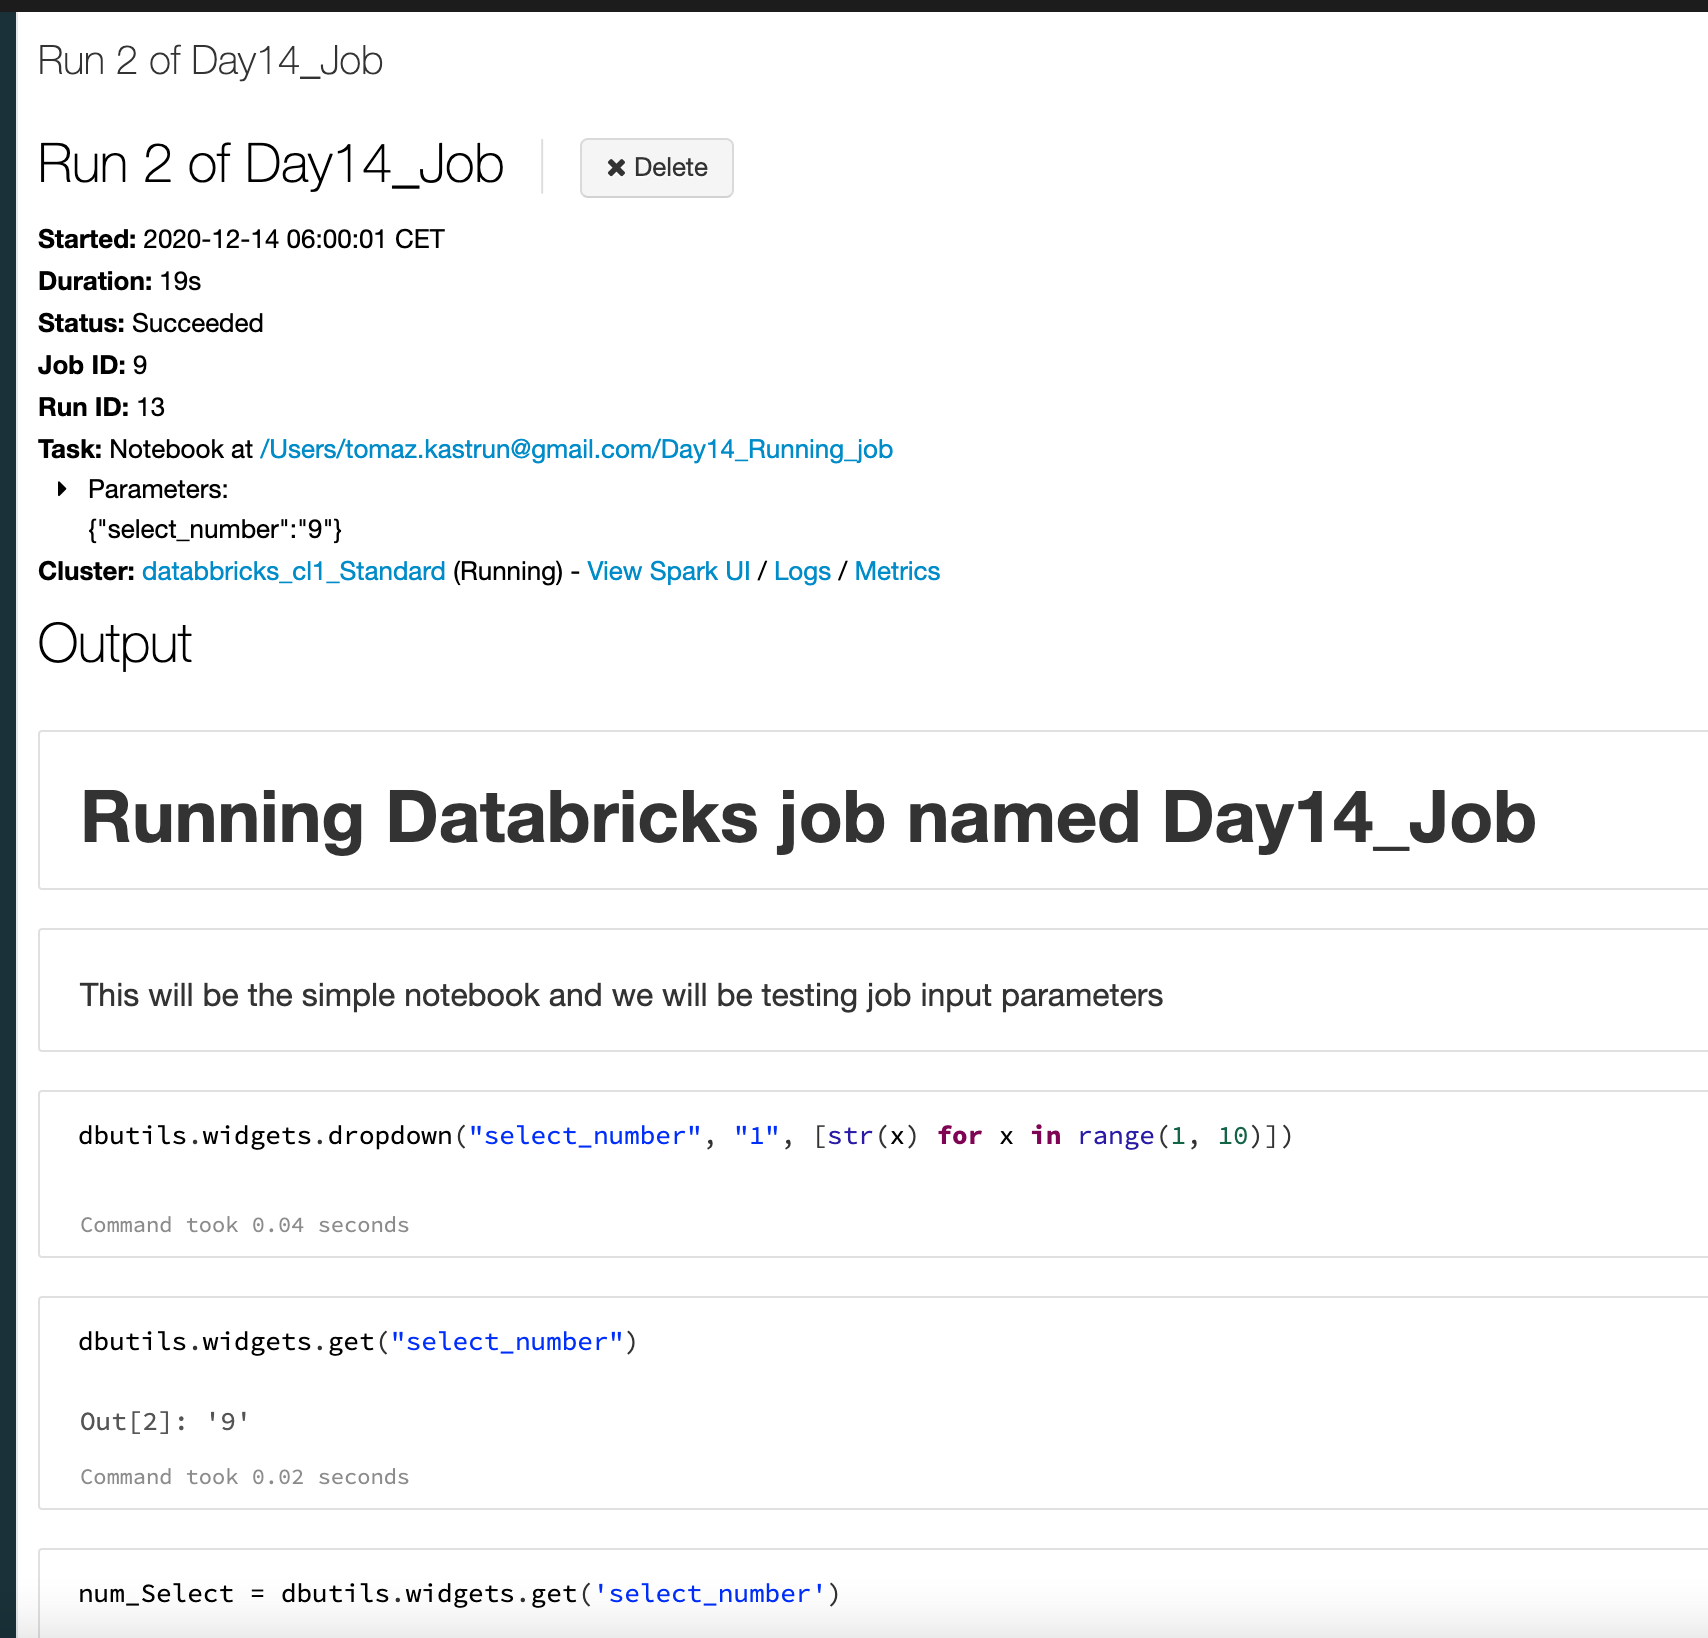 Run 2 of Day14_Job
Run 2 of Day14_Job
✖ Delete
Started: 2020-12-14 06:00:01 CET
Duration: 19s
Status: Succeeded
Job ID: 9
Run ID: 13
Task: Notebook at /Users/tomaz.kastrun@gmail.com/Day14_Running_job
Parameters:
{"select_number":"9"}
Cluster: databbricks_cl1_Standard (Running) - View Spark UI / Logs / Metrics
Output
Running Databricks job named Day14_Job
This will be the simple notebook and we will be testing job input parameters
dbutils.widgets.dropdown("select_number", "1", [str(x) for x in range(1, 10)])
Command took 0.04 seconds
dbutils.widgets.get("select_number")
Out[2]: '9'
Command took 0.02 seconds
num_Select = dbutils.widgets.get('select_number')